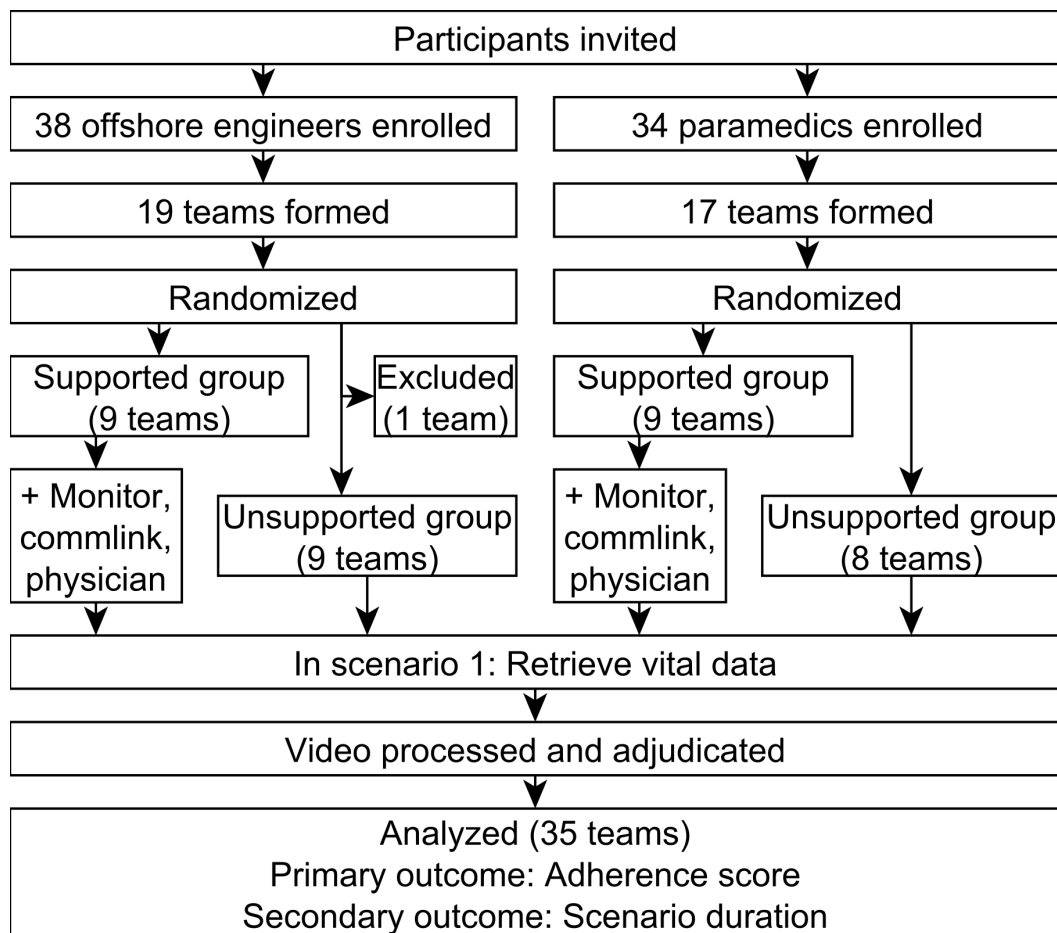 Participants invited
38 offshore engineers enrolled
34 paramedics enrolled
19 teams formed
17 teams formed
Randomized
Randomized
Supported group
(9 teams)
Excluded
(1 team)
Supported group
(9 teams)
+ Monitor,
commlink,
physician
Unsupported group
(9 teams)
+ Monitor,
commlink,
physician
Unsupported group
(8 teams)
In scenario 1: Retrieve vital data
Video processed and adjudicated
Analyzed (35 teams)
Primary outcome: Adherence score
Secondary outcome: Scenario duration